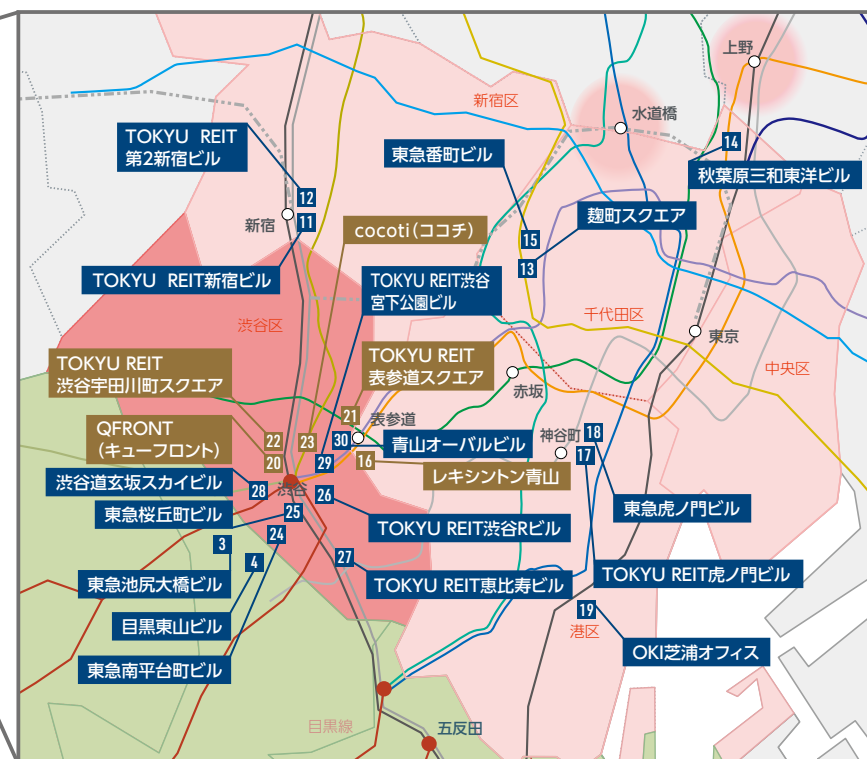 上野
新宿区
水道橋
TOKYU REIT
第2新宿ビル
東急番町ビル
14
秋葉原三和東洋ビル
12
新宿
11
cocoti（ココチ）
15
麹町スクエア
13
TOKYU REIT新宿ビル
TOKYU REIT渋谷
宮下公園ビル
渋谷区
千代田区
東京
中央区
TOKYU REIT
渋谷宇田川町スクエア
TOKYU REIT
表参道スクエア
赤坂
21
表参道
QFRONT
（キューフロント）
22
20
23
30
29
16
青山オーバルビル
神谷町
18
17
レキシントン青山
渋谷道玄坂スカイビル
28
渋谷
26
東急桜丘町ビル
25
24
東急虎ノ門ビル
TOKYU REIT渋谷Rビル
3
4
27
東急池尻大橋ビル
TOKYU REIT恵比寿ビル
TOKYU REIT虎ノ門ビル
目黒東山ビル
19
港区
OKI芝浦オフィス
東急南平台町ビル
目黒線
五反田